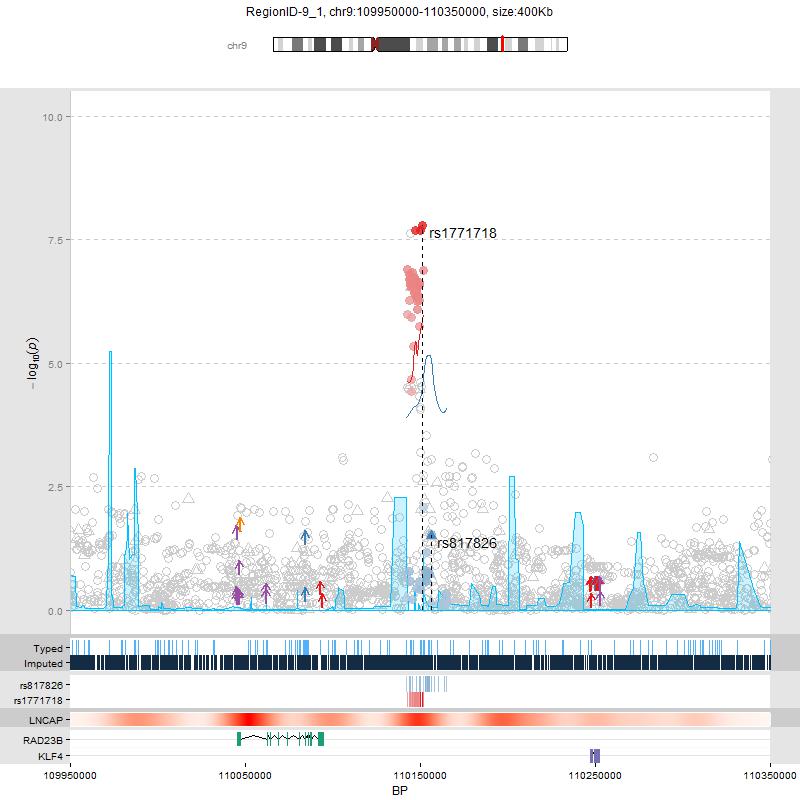 RegionID-9_1, chr9:109950000-110350000, size:400Kb
chr9
10.0
7.5
rs1771718
5.0
− log10(p)
2.5
rs817826
0.0
Typed
Imputed
rs817826
rs1771718
LNCAP
RAD23B
KLF4
109950000 110050000 110150000 110250000 110350000
BP